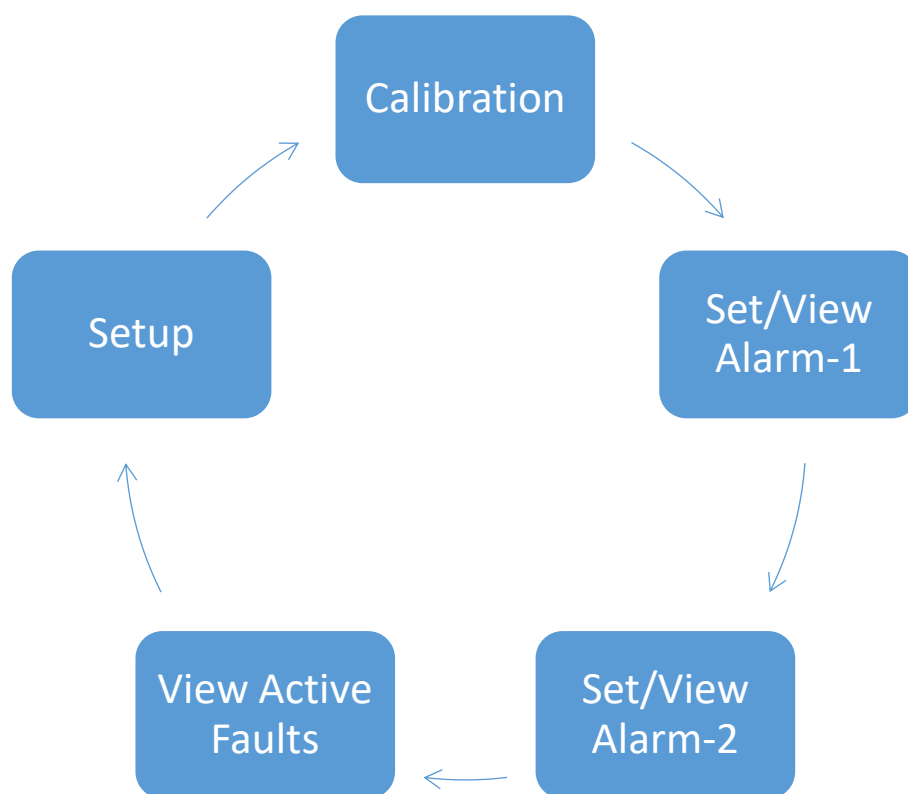 Calibration
Set/View
Alarm-1
Set/View
Alarm-2
View Active
Faults
Setup